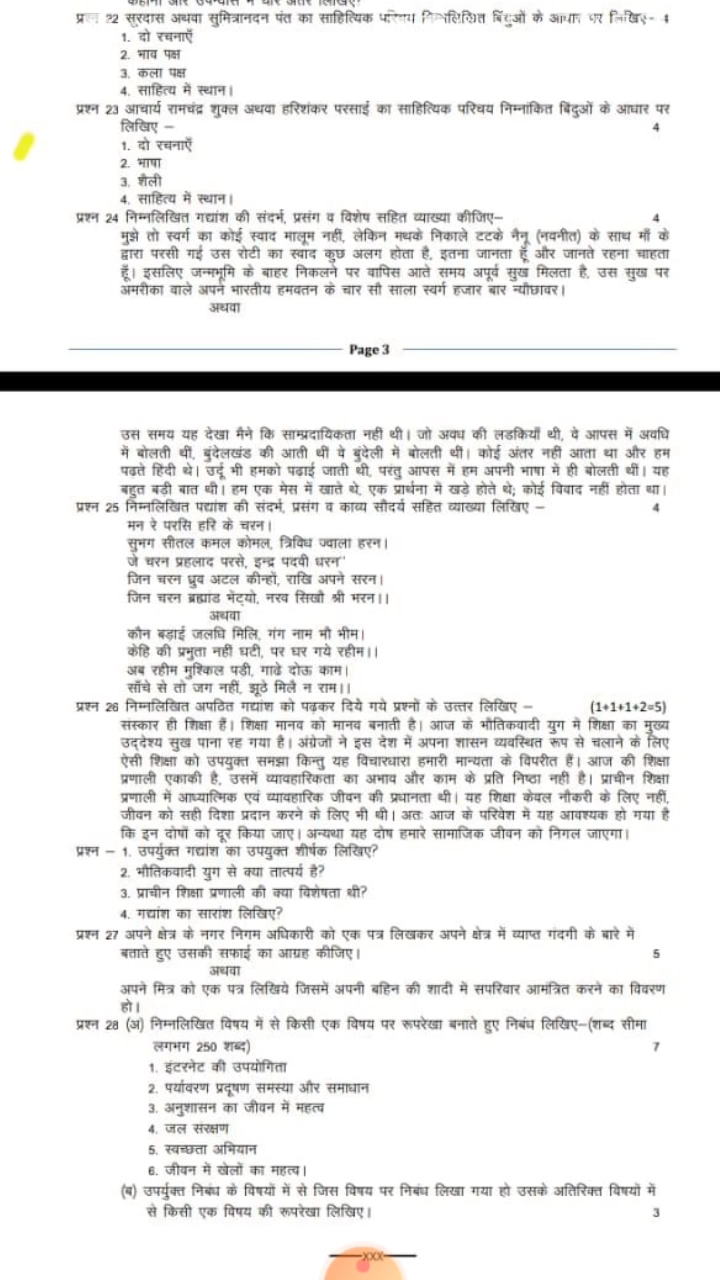 प्रश्न 22 सूरदास अथवा सुमित्रानदन पंत का साहित्यिक परिचय निम्नलिखित बिंदुओं के आधार पर लिखिए- 4
1. दो रचनाएँ
2. भाव पक्ष
3. कला पक्ष
4. साहित्य में स्थान।
प्रश्न 23 आचार्य रामचंद्र शुक्ल अथवा हरिशंकर परसाई का साहित्यिक परिचय निम्नांकित बिंदुओं के आधार पर
लिखिए – 4
1. दो रचनाएँ
2. भाषा
3. शैली
4. साहित्य में स्थान।
प्रश्न 24 निम्नलिखित गद्यांश की संदर्भ, प्रसंग व विशेष सहित व्याख्या कीजिए– 4
मुझे तो स्वर्ग का कोई स्वाद मालूम नहीं, लेकिन मथके निकाले टटके नैनू (नवनीत) के साथ माँ के
द्वारा परसी गई उस रोटी का स्वाद कुछ अलग होता है, इतना जानता हूँ और जानते रहना चाहता
हूँ। इसलिए जन्मभूमि के बाहर निकलने पर वापिस आते समय अपूर्व सुख मिलता है, उस सुख पर
अमरीका वाले अपने भारतीय हमवतन के चार सौ साला स्वर्ग हजार बार न्यौछावर।
अथवा
Page 3
उस समय यह देखा मैने कि साम्प्रदायिकता नहीं थी। जो अवध की लडकियाँ थी, वे आपस में अवधि
में बोलती थीं, बुंदेलखंड की आती थीं वे बुंदेली में बोलती थीं। कोई अंतर नहीं आता था और हम
पढ़ते हिंदी थे। उर्दू भी हमको पढ़ाई जाती थी, परंतु आपस में हम अपनी भाषा में ही बोलती थीं। यह
बहुत बड़ी बात थी। हम एक मेस में खाते थे, एक प्रार्थना में खड़े होते थे; कोई विवाद नहीं होता था।
प्रश्न 25 निम्नलिखित पद्यांश की संदर्भ, प्रसंग व काव्य सौदर्य सहित व्याख्या लिखिए – 4
मन रे परसि हरि के चरन।
सुभग सीतल कमल कोमल, त्रिविध ज्वाला हरन।
जे चरन प्रहलाद परसे, इन्द्र पदवी धरन"
जिन चरन ध्रुव अटल कीन्हों, राखि अपने सरन।
जिन चरन ब्रह्मांड भेंट्यो, नरव सिखौ श्री भरन।।
अथवा
कौन बड़ाई जलधि मिलि, गंग नाम भौ भीम।
केहि की प्रभुता नहीं घटी, पर घर गये रहीम।।
अब रहीम मुश्किल पड़ी, गाढे दोऊ काम।
साँचे से तो जग नहीं, झूठे मिलै न राम।।
प्रश्न 26 निम्नलिखित अपठित गद्यांश को पढ़कर दिये गये प्रश्नों के उत्तर लिखिए – (1+1+1+2=5)
संस्कार ही शिक्षा हैं। शिक्षा मानव को मानव बनाती है। आज के भौतिकवादी युग मे शिक्षा का मुख्य
उद्देश्य सुख पाना रह गया है। अंग्रेजों ने इस देश में अपना शासन व्यवस्थित रूप से चलाने के लिए
ऐसी शिक्षा को उपयुक्त समझा किन्तु यह विचारधारा हमारी मान्यता के विपरीत हैं। आज की शिक्षा
प्रणाली एकाकी है, उसमें व्यावहारिकता का अभाव और काम के प्रति निष्ठा नही है। प्राचीन शिक्षा
प्रणाली में आध्यात्मिक एवं व्यावहारिक जीवन की प्रधानता थी। यह शिक्षा केवल नौकरी के लिए नहीं,
जीवन को सही दिशा प्रदान करने के लिए भी थी। अतः आज के परिवेश मे यह आवश्यक हो गया है
कि इन दोषों को दूर किया जाए। अन्यथा यह दोष हमारे सामाजिक जीवन को निगल जाएगा।
प्रश्न – 1. उपर्युक्त गद्यांश का उपयुक्त शीर्षक लिखिए?
2. भौतिकवादी युग से क्या तात्पर्य है?
3. प्राचीन शिक्षा प्रणाली की क्या विशेषता थी?
4. गद्यांश का सारांश लिखिए?
प्रश्न 27 अपने क्षेत्र के नगर निगम अधिकारी को एक पत्र लिखकर अपने क्षेत्र में व्याप्त गंदगी के बारे में
बताते हुए उसकी सफाई का आग्रह कीजिए। 5
अथवा
अपने मित्र को एक पत्र लिखिये जिसमें अपनी बहिन की शादी में सपरिवार आमंत्रित करने का विवरण
हो।
प्रश्न 28 (अ) निम्नलिखित विषय में से किसी एक विषय पर रूपरेखा बनाते हुए निबंध लिखिए–(शब्द सीमा
लगभग 250 शब्द) 7
1. इंटरनेट की उपयोगिता
2. पर्यावरण प्रदूषण समस्या और समाधान
3. अनुशासन का जीवन में महत्व
4. जल संरक्षण
5. स्वच्छता अभियान
6. जीवन में खेलों का महत्व।
(ब) उपर्युक्त निबंध के विषयों में से जिस विषय पर निबंध लिखा गया हो उसके अतिरिक्त विषयों में
से किसी एक विषय की रूपरेखा लिखिए। 3
xxx